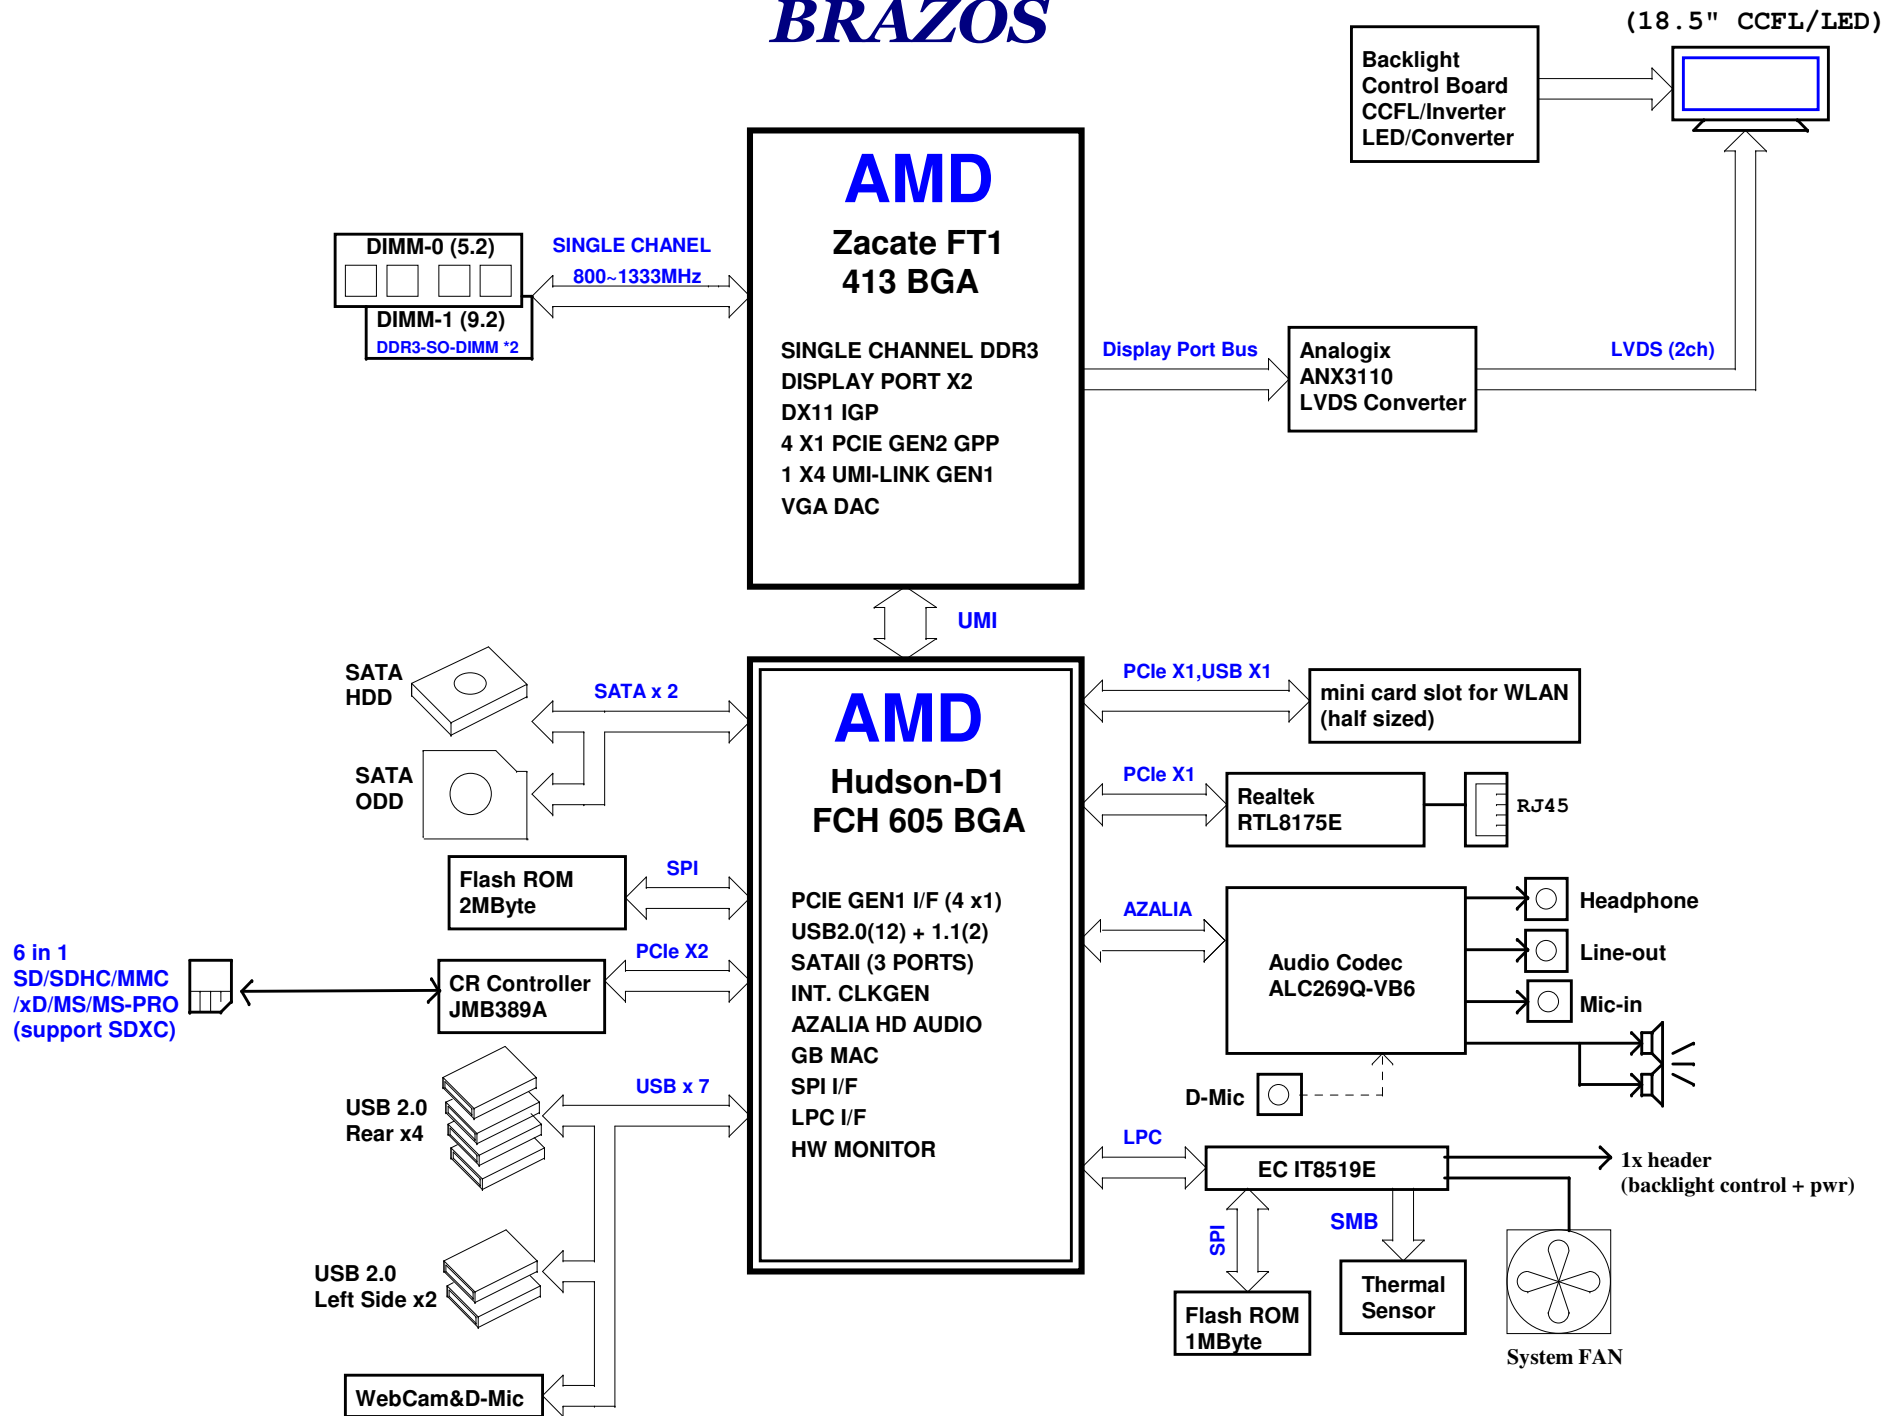 BRAZOS
(18.5" CCFL/LED)
Backlight
Control Board
CCFL/Inverter
LED/Converter
AMD
Zacate FT1
413 BGA
SINGLE CHANNEL DDR3
DISPLAY PORT X2
DX11 IGP
4 X1 PCIE GEN2 GPP
1 X4 UMI-LINK GEN1
VGA DAC
DIMM-0 (5.2)
DIMM-1 (9.2)
DDR3-SO-DIMM *2
SINGLE CHANEL
800~1333MHz
Display Port Bus
Analogix
ANX3110
LVDS Converter
LVDS (2ch)
UMI
AMD
Hudson-D1
FCH 605 BGA
PCIE GEN1 I/F (4 x1)
USB2.0(12) + 1.1(2)
SATAII (3 PORTS)
INT. CLKGEN
AZALIA HD AUDIO
GB MAC
SPI I/F
LPC I/F
HW MONITOR
SATA
HDD
SATA x 2
SATA
ODD
Flash ROM
2MByte
SPI
6 in 1
SD/SDHC/MMC
/xD/MS/MS-PRO
(support SDXC)
CR Controller
JMB389A
PCIe X2
USB 2.0
Rear x4
USB x 7
USB 2.0
Left Side x2
WebCam&D-Mic
PCIe X1,USB X1
mini card slot for WLAN
(half sized)
PCIe X1
Realtek
RTL8175E
RJ45
AZALIA
Audio Codec
ALC269Q-VB6
Headphone
Line-out
Mic-in
D-Mic
LPC
EC IT8519E
1x header
(backlight control + pwr)
SPI
SMB
Flash ROM
1MByte
Thermal
Sensor
System FAN